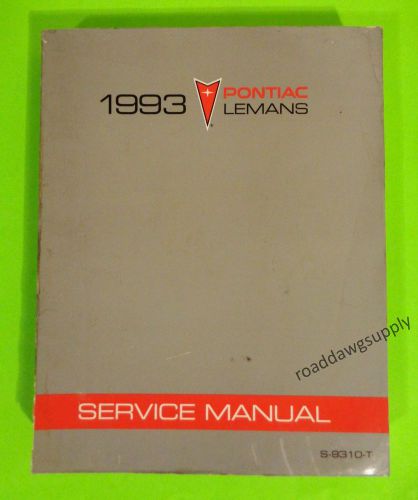 1993 PONTIAC
LEMANS
roaddawgsupply
SERVICE MANUAL
S-9310-T